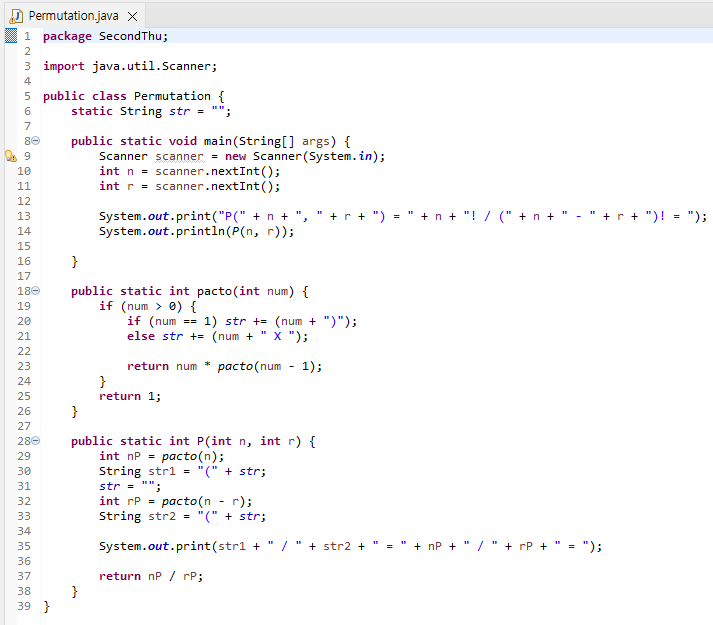 Permutation.java
1 package SecondThu;
2
3 import java.util.Scanner;
4
5 public class Permutation {
6     static String str = "";
7
8     public static void main(String[] args) {
9         Scanner scanner = new Scanner(System.in);
10         int n = scanner.nextInt();
11         int r = scanner.nextInt();
12
13         System.out.print("P(" + n + ", " + r + ") = " + n + "! / (" + n + " - " + r + ")! = ");
14         System.out.println(P(n, r));
15
16     }
17
18     public static int pacto(int num) {
19         if (num > 0) {
20             if (num == 1) str += (num + ")");
21             else str += (num + " X ");
22
23             return num * pacto(num - 1);
24         }
25         return 1;
26     }
27
28     public static int P(int n, int r) {
29         int nP = pacto(n);
30         String str1 = "(" + str;
31         str = "";
32         int rP = pacto(n - r);
33         String str2 = "(" + str;
34
35         System.out.print(str1 + " / " + str2 + " = " + nP + " / " + rP + " = ");
36
37         return nP / rP;
38     }
39 }